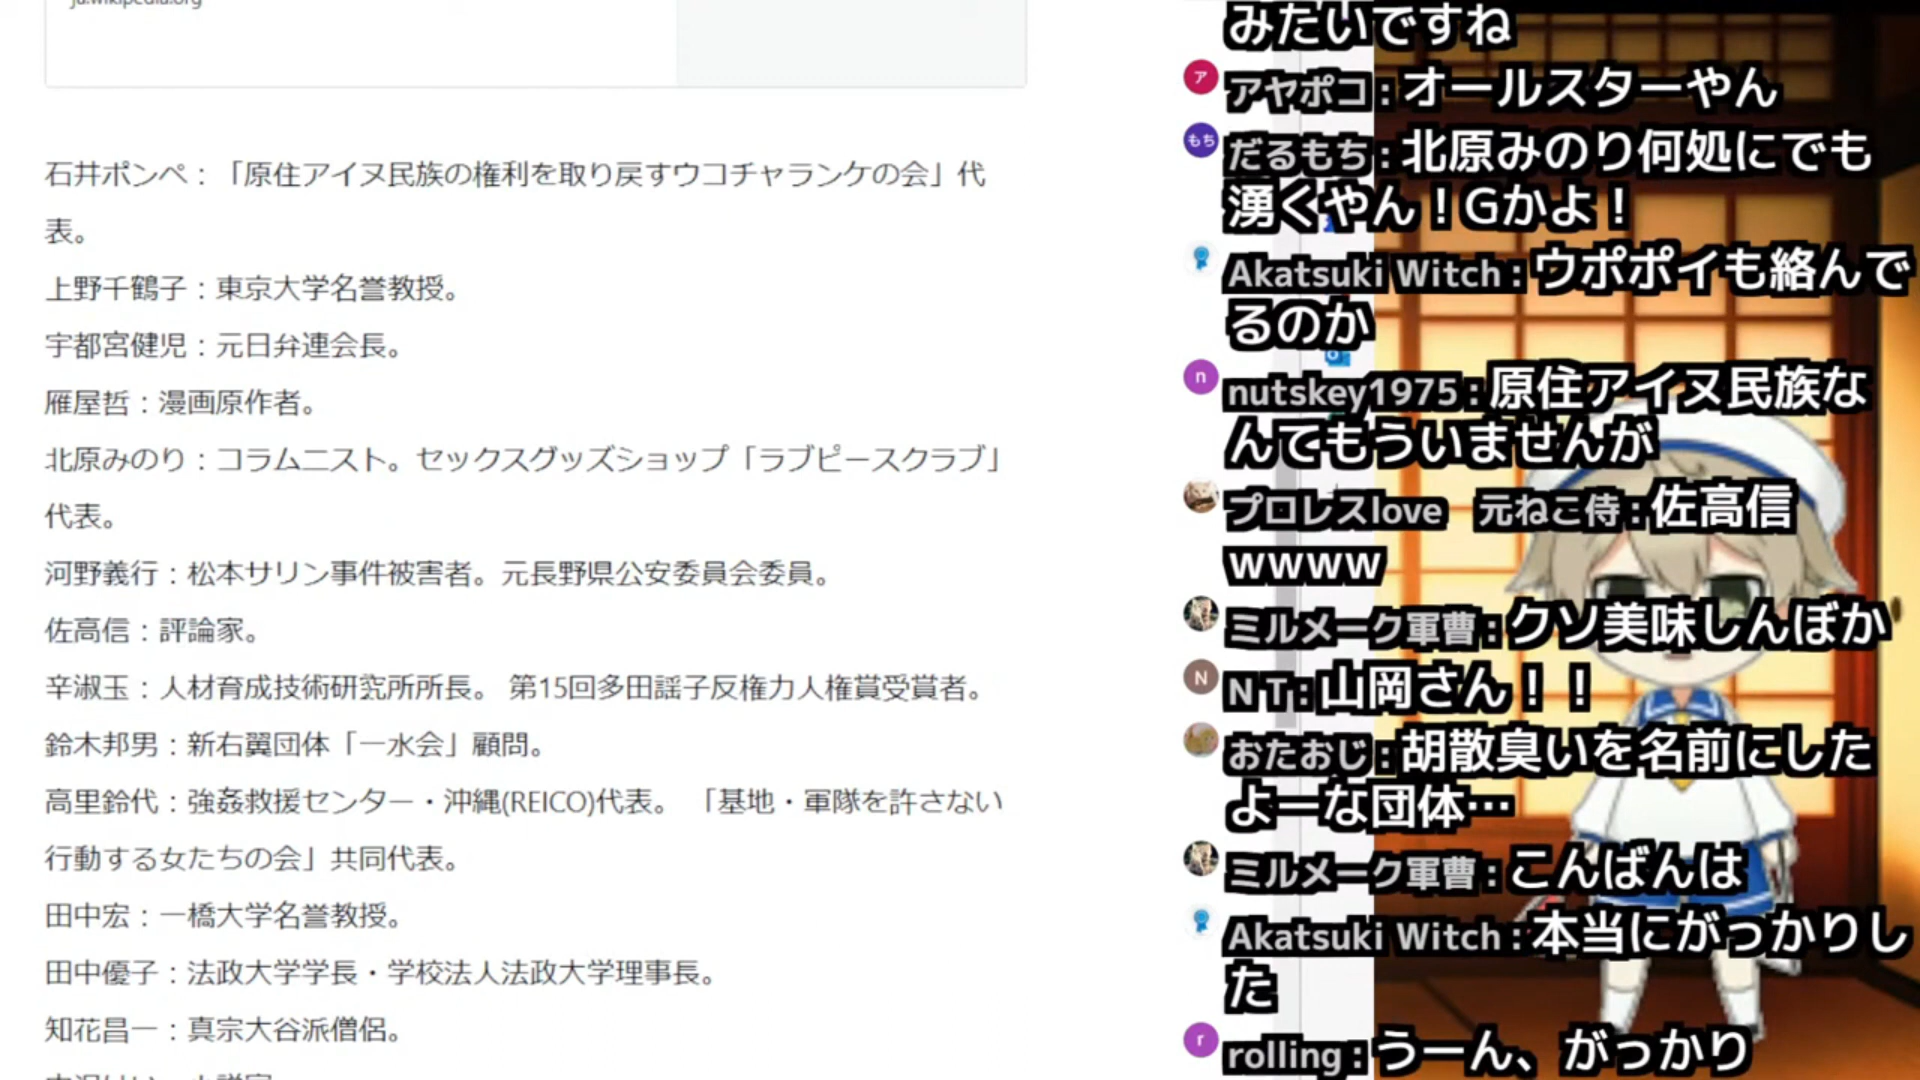 ja.wikipedia.org
石井ポンペ：「原住アイヌ民族の権利を取り戻すウコチャランケの会」代
表。
上野千鶴子：東京大学名誉教授。
宇都宮健児：元日弁連会長。
雁屋哲：漫画原作者。
北原みのり：コラムニスト。セックスグッズショップ「ラブピースクラブ」
代表。
河野義行：松本サリン事件被害者。元長野県公安委員会委員。
佐高信：評論家。
辛淑玉：人材育成技術研究所所長。 第15回多田謡子反権力人権賞受賞者。
鈴木邦男：新右翼団体「一水会」顧問。
高里鈴代：強姦救援センター・沖縄(REICO)代表。 「基地・軍隊を許さない
行動する女たちの会」共同代表。
田中宏：一橋大学名誉教授。
田中優子：法政大学学長・学校法人法政大学理事長。
知花昌一：真宗大谷派僧侶。
みたいですね
ア アヤポコ：オールスターやん
もち だるもち：北原みのり何処にでも
湧くやん！Gかよ！
Akatsuki Witch：ウポポイも絡んで
るのか
n nutskey1975：原住アイヌ民族な
んてもういませんが
プロレスlove 元ねこ侍：佐高信
wwww
ミルメーク軍曹：クソ美味しんぼか
N N T：山岡さん！！
おたおじ：胡散臭いを名前にした
よーな団体…
ミルメーク軍曹：こんばんは
Akatsuki Witch：本当にがっかりし
た
r rolling：うーん、がっかり